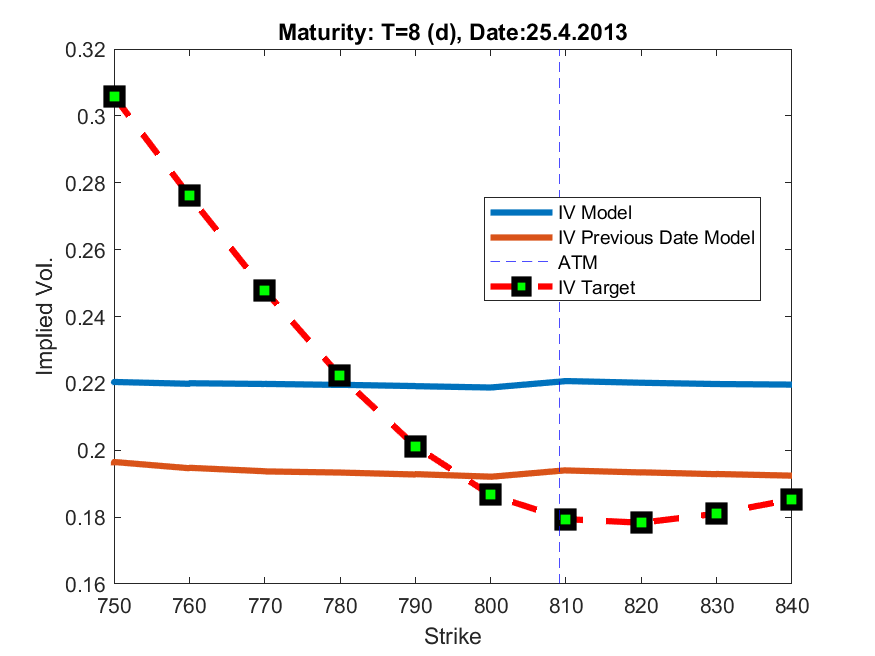 Maturity: T=8 (d), Date:25.4.2013
0.32
0.3
0.28
0.26
0.24
0.22
0.2
0.18
0.16
Implied Vol.
IV Model
IV Previous Date Model
ATM
IV Target
750 760 770 780 790 800 810 820 830 840
Strike